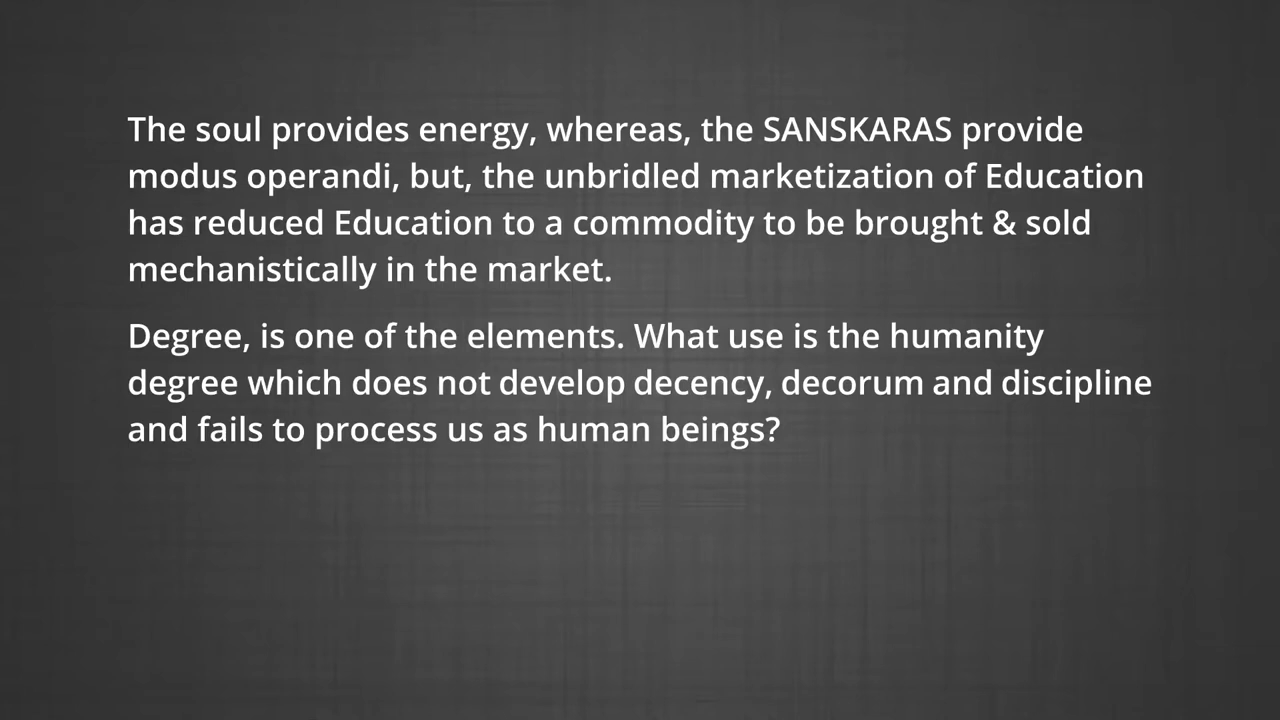 The soul provides energy, whereas, the SANSKARAS provide
modus operandi, but, the unbridled marketization of Education
has reduced Education to a commodity to be brought & sold
mechanistically in the market.
Degree, is one of the elements. What use is the humanity
degree which does not develop decency, decorum and discipline
and fails to process us as human beings?